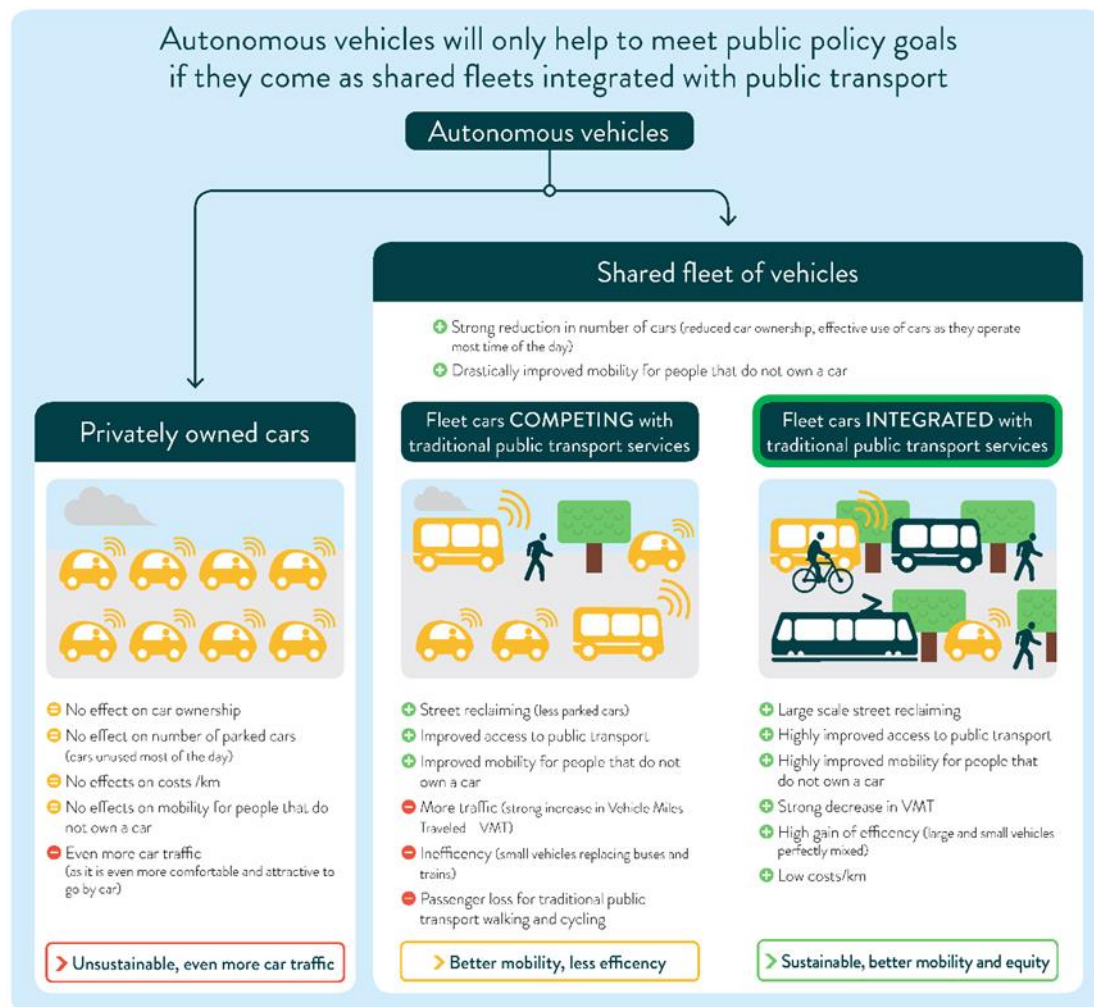 Autonomous vehicles will only help to meet public policy goals
if they come as shared fleets integrated with public transport
Autonomous vehicles
Shared fleet of vehicles
Strong reduction in number of cars (reduced car ownership, effective use of cars as they operate
most time of the day)
Drastically improved mobility for people that do not own a car
Privately owned cars
No effect on car ownership
No effect on number of parked cars
(cars unused most of the day)
No effects on costs /km
No effects on mobility for people that do
not own a car
Even more car traffic
(as it is even more comfortable and attractive to
go by car)
> Unsustainable, even more car traffic
Fleet cars COMPETING with
traditional public transport services
Street reclaiming (less parked cars)
Improved access to public transport
Improved mobility for people that do not
own a car
More traffic (strong increase in Vehicle Miles
Traveled VMT)
Inefficency (small vehicles replacing buses and
trains)
Passenger loss for traditional public
transport walking and cycling
> Better mobility, less efficency
Fleet cars INTEGRATED with
traditional public transport services
Large scale street reclaiming
Highly improved access to public transport
Highly improved mobility for people that
do not own a car
Strong decrease in VMT
High gain of efficency (large and small vehicles
perfectly mixed)
Low costs/km
> Sustainable, better mobility and equity